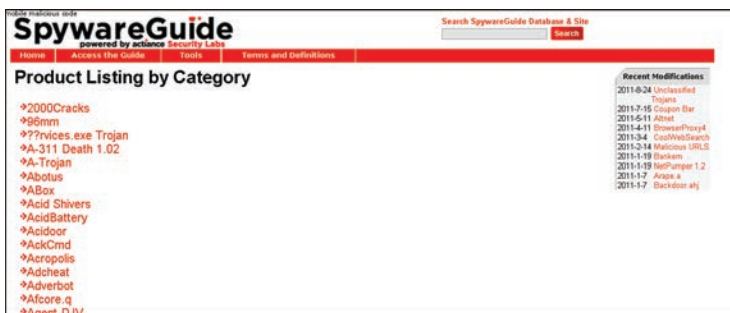 mobile malicious code
SpywareGuide
powered by actiance Security Labs
Search SpywareGuide Database & Site
Search
Home Access the Guide Tools Terms and Definitions
Product Listing by Category
2000Cracks
96mm
??rvices.exe Trojan
A-311 Death 1.02
A-Trojan
Abotus
ABox
Acid Shivers
AcidBattery
Acidoor
AckCmd
Acropolis
Adcheat
Adverbot
Afcore.q
Recent Modifications
2011-8-24 Unclassified
Trojans
2011-7-15 Coupon Bar
2011-5-11 Altnet
2011-4-11 BrowserProxy4
2011-3-4 CoolWebSearch
2011-2-14 Malicious URLS
2011-1-19 Bankem
2011-1-19 NetPumper 1.2
2011-1-7 Arape.a
2011-1-7 Backdoor.ahj